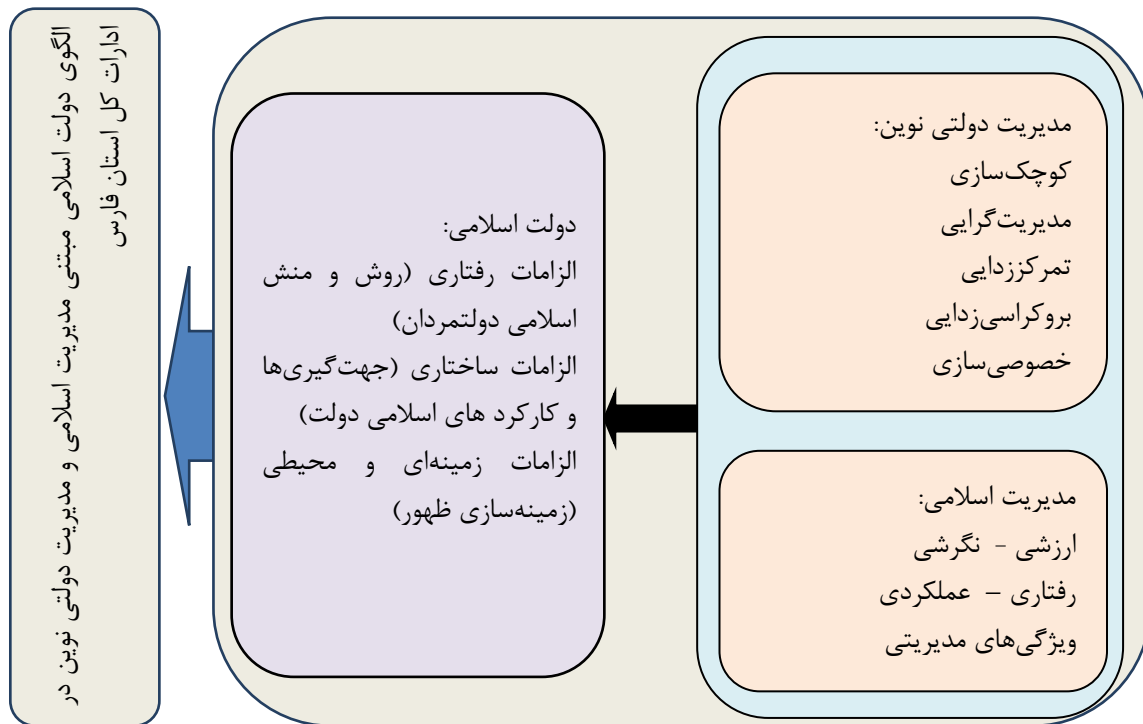 مدیریت دولتی نوین:
کوچک‌سازی
مدیریت‌گرایی
تمرکززدایی
بروکراسی‌زدایی
خصوصی‌سازی
مدیریت اسلامی:
ارزشی - نگرشی
رفتاری – عملکردی
ویژگی‌های مدیریتی
دولت اسلامی:
الزامات رفتاری (روش و منش
اسلامی دولتمردان)
الزامات ساختاری (جهت‌گیری‌ها
و کارکرد های اسلامی دولت)
الزامات زمینه‌ای و محیطی
(زمینه‌سازی ظهور)
الگوی دولت اسلامی مبتنی مدیریت اسلامی و مدیریت دولتی نوین در
ادارات کل استان فارس